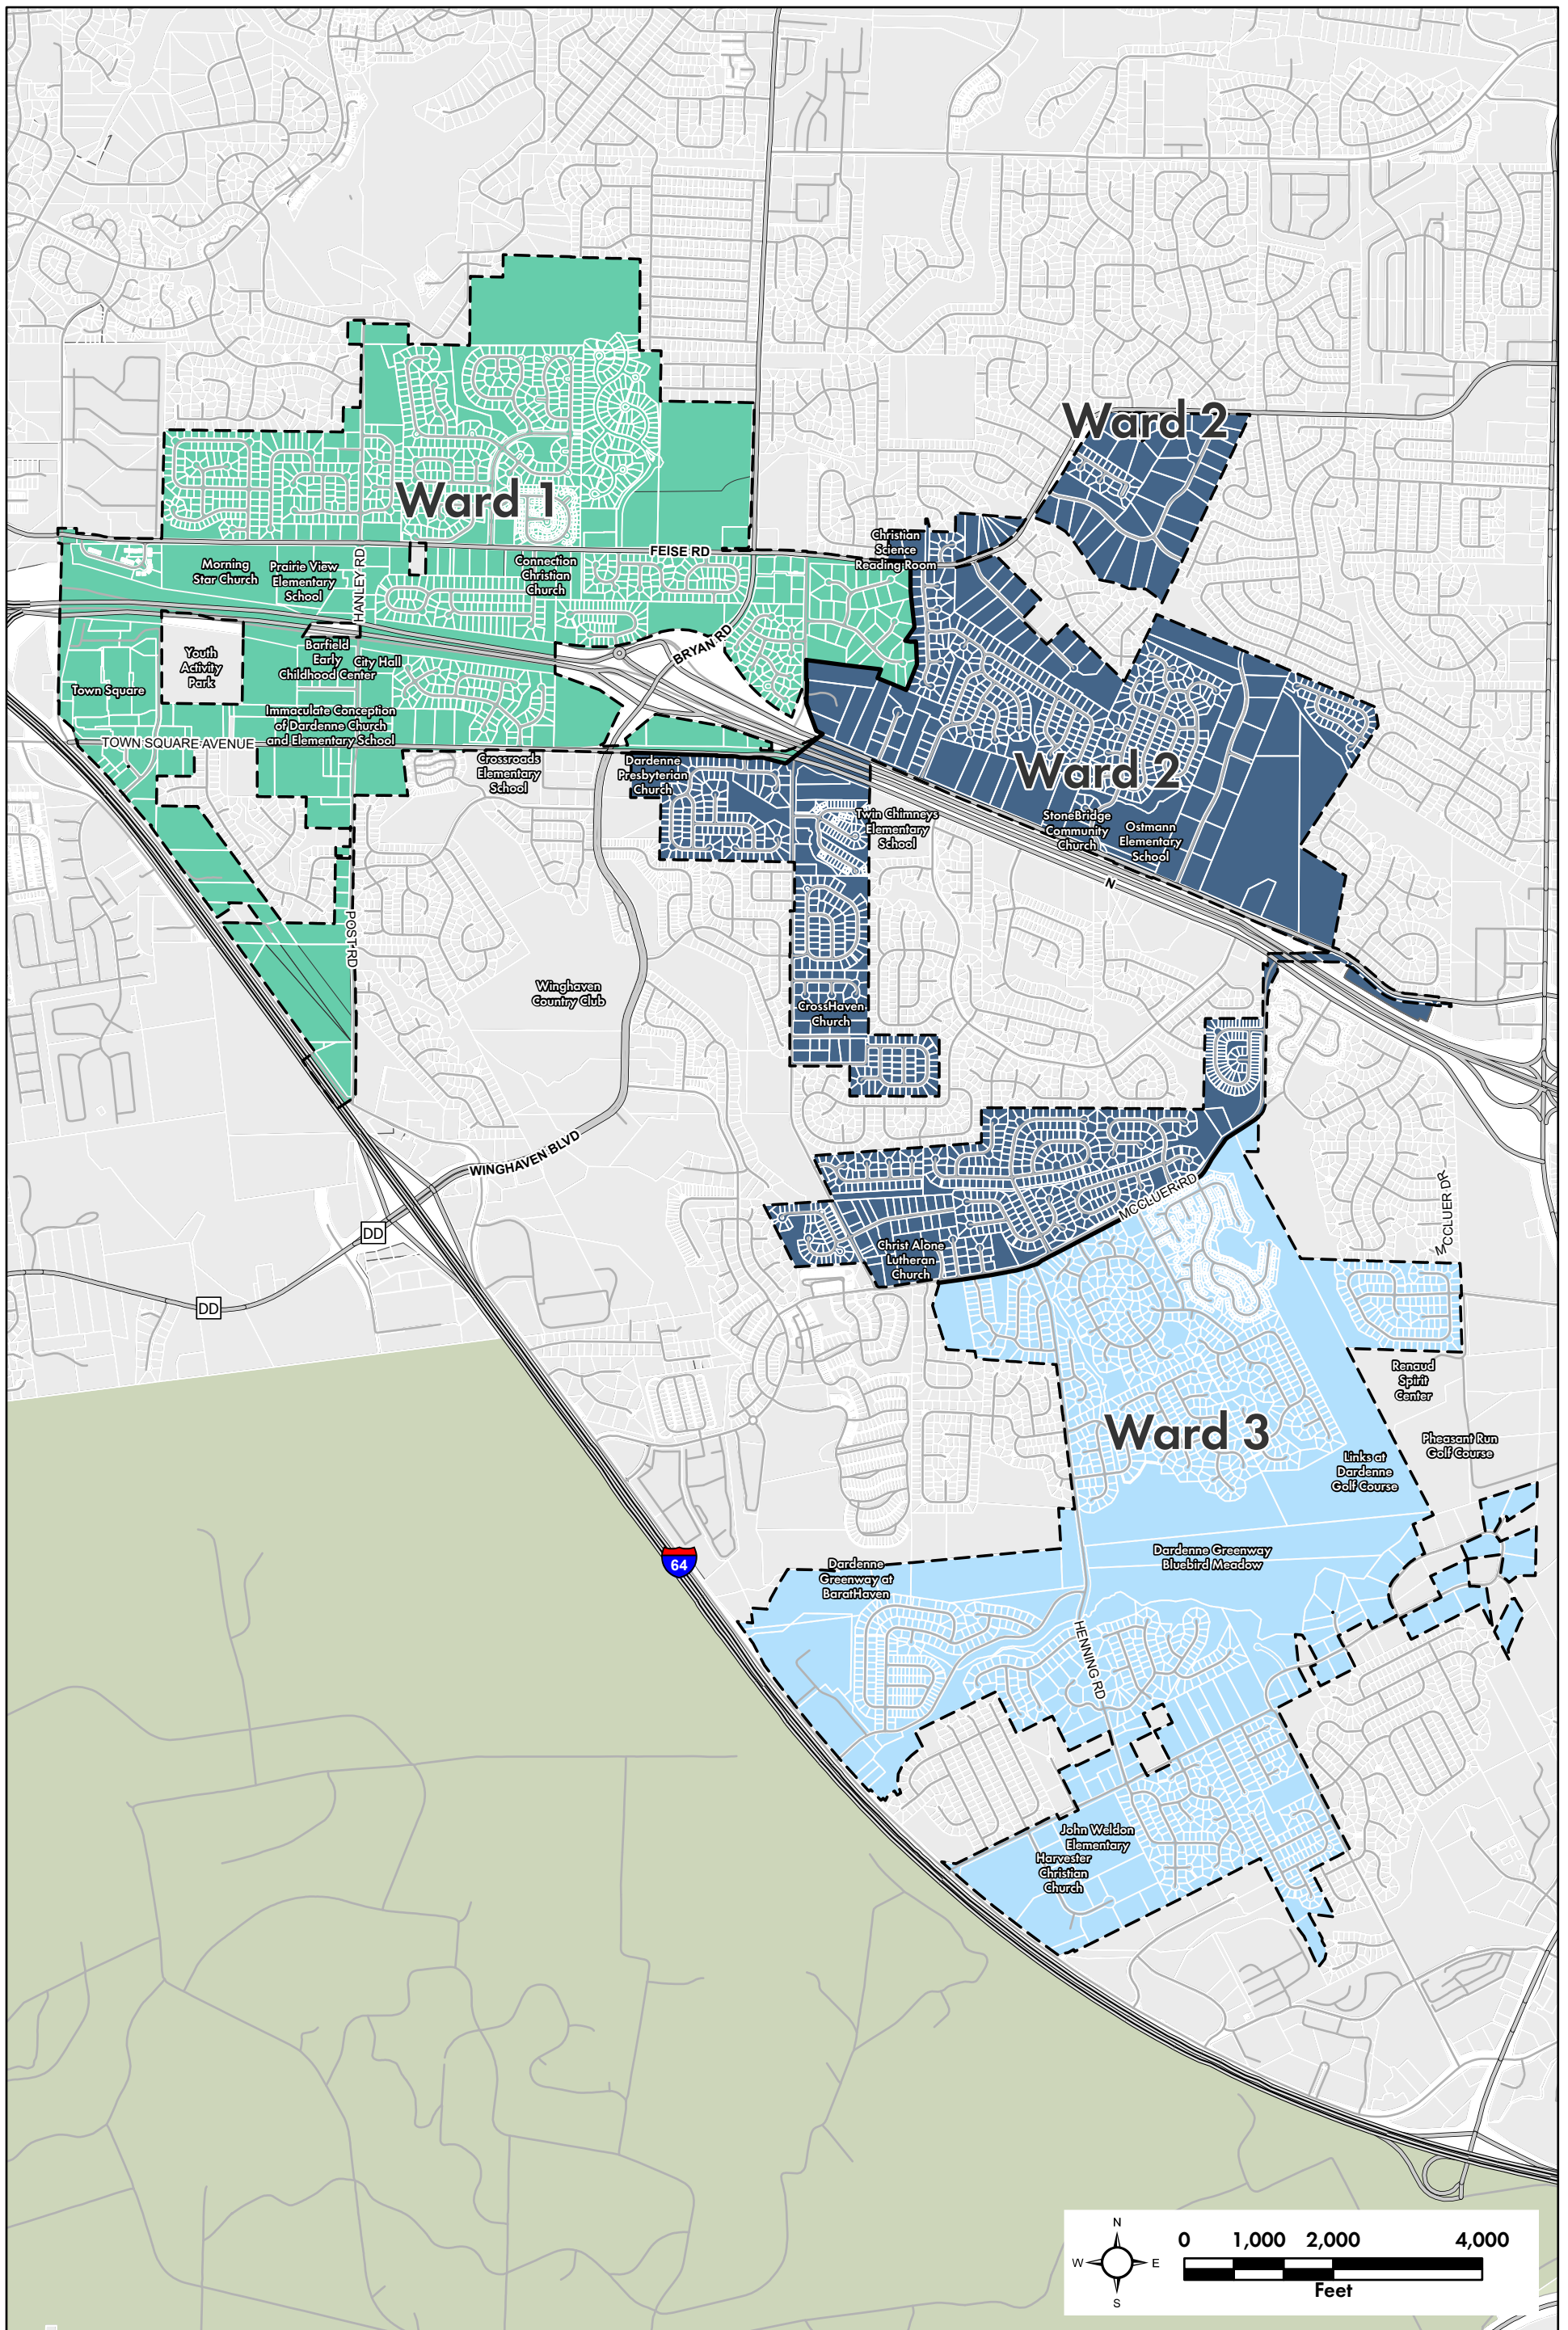 Ward 2
Ward 1
Christian
Science
Reading Room
FEISE RD
Morning
Star Church
Prairie View
Elementary
School
HANLEY RD
Connection
Christian
Church
BRYAN RD
Youth
Activity
Park
Barfield
Early
Childhood Center
City Hall
Town Square
Immaculate Conception
of Dardenne Church
and Elementary School
TOWN SQUARE AVENUE
Crossroads
Elementary
School
Dardenne
Presbyterian
Church
Ward 2
Twin Chimneys
Elementary
School
StoneBridge
Community
Church
Ostmann
Elementary
School
N
POST RD
Winghaven
Country Club
CrossHaven
Church
WINGHAVEN BLVD
MCCLUER RD
MCCLUER DR
DD
DD
Christ Alone
Lutheran
Church
Renaud
Spirit
Center
Ward 3
Pheasant Run
Golf Course
Links at
Dardenne
Golf Course
64
Dardenne
Greenway at
BaratHaven
Dardenne Greenway
Bluebird Meadow
HENNING RD
John Weldon
Elementary
Harvester
Christian
Church
N
W
E
S
0 1,000 2,000 4,000
Feet